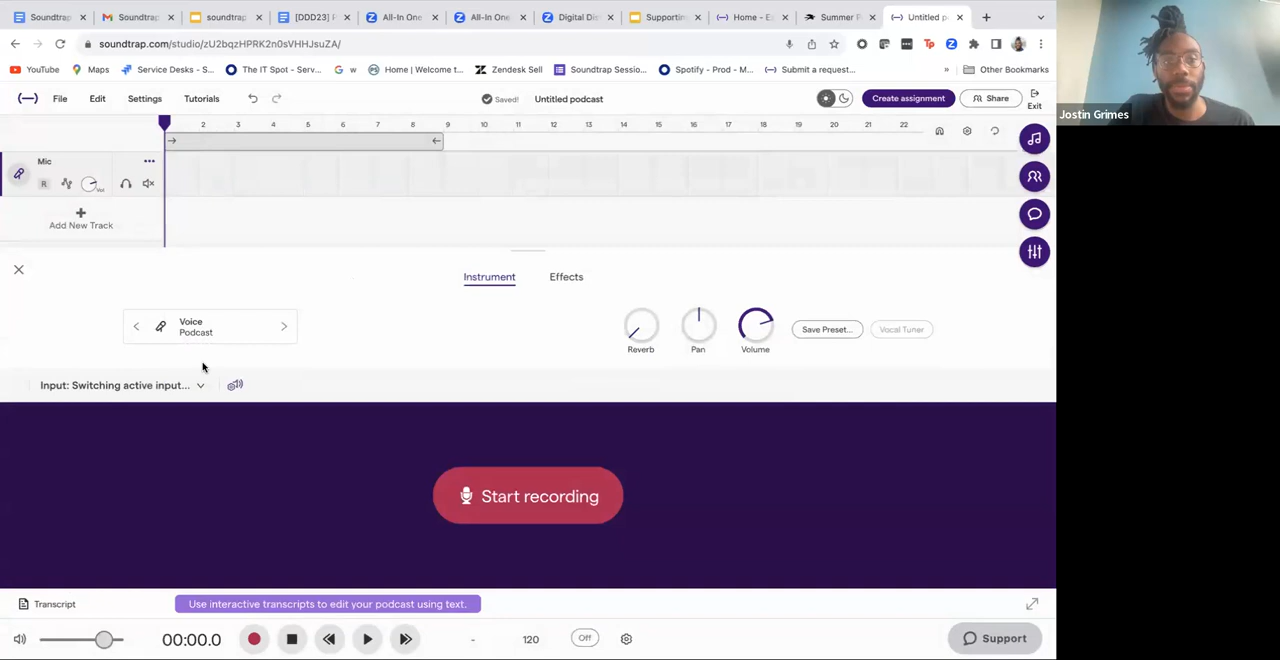 Soundtrap
Soundtrap
soundtrap
[DDD23] P
All-In One
All-In One
Digital Dis
Supportin
Home - E
Summer P
Untitled p
soundtrap.com/studio/zU2bqzHPRK2n0sVHHJsuZA/
YouTube
Maps
Service Desks - S...
The IT Spot - Serv...
w
Home | Welcome t...
Zendesk Sell
Soundtrap Sessio...
Spotify - Prod - M...
Submit a request...
»
Other Bookmarks
File
Edit
Settings
Tutorials
Saved!
Untitled podcast
Create assignment
Share
Exit
2 3 4 5 6 7 8 9 10 11 12 13 14 15 16 17 18 19 20 21 22
Mic
R
Vol
Add New Track
Instrument
Effects
Voice
Podcast
Reverb
Pan
Volume
Save Preset...
Vocal Tuner
Input: Switching active input...
Start recording
Transcript
Use interactive transcripts to edit your podcast using text.
00:00.0
-
120
Off
Support
Jostin Grimes